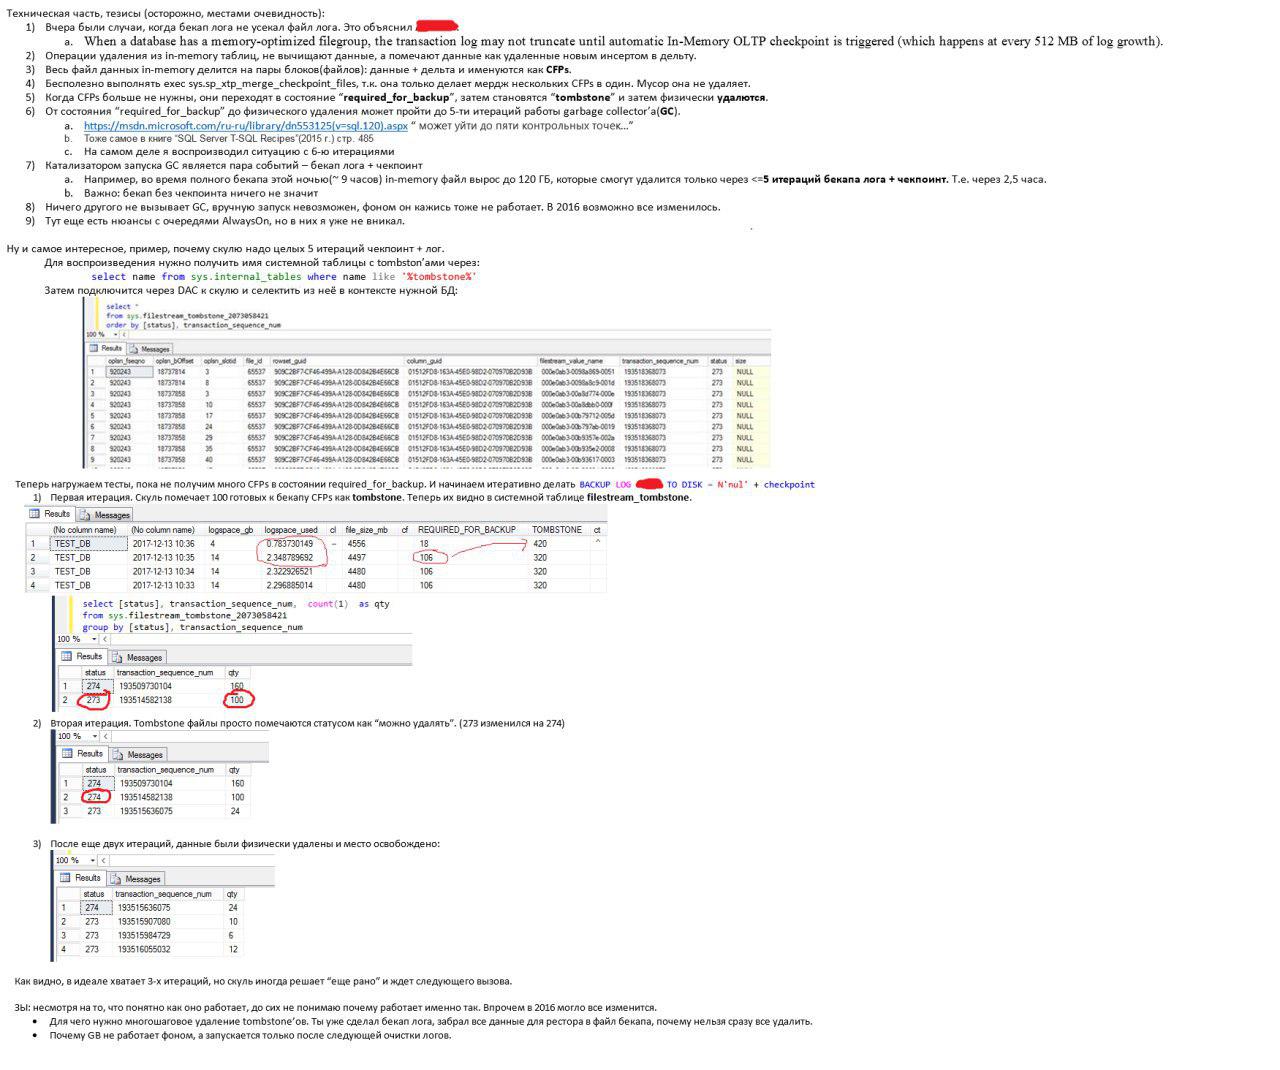 Техническая часть, тезисы (осторожно, местами очевидность):
1) Вчера были случаи, когда бекап лога не усекал файл лога. Это объяснил
a. When a database has a memory-optimized filegroup, the transaction log may not truncate until automatic In-Memory OLTP checkpoint is triggered (which happens at every 512 MB of log growth).
2) Операции удаления из in-memory таблиц, не вычищают данные, а помечают данные как удаленные новым инсертом в дельту.
3) Весь файл данных in-memory делится на пары блоков(файлов): данные + дельта и именуются как CFPs.
4) Бесполезно выполнять exec sys.sp_xtp_merge_checkpoint_files, т.к. она только делает мердж нескольких CFPs в один. Мусор она не удаляет.
5) Когда CFPs больше не нужны, они переходят в состояние “required_for_backup”, затем становятся “tombstone” и затем физически удалются.
6) От состояния “required_for_backup” до физического удаления может пройти до 5-ти итераций работы garbage collector’а(GC).
a. https://msdn.microsoft.com/ru-ru/library/dn553125(v=sql.120).aspx “ может уйти до пяти контрольных точек…”
b. Тоже самое в книге “SQL Server T-SQL Recipes”(2015 г.) стр. 485
c. На самом деле я воспроизводил ситуацию с 6-ю итерациями
7) Катализатором запуска GC является пара событий – бекап лога + чекпоинт
a. Например, во время полного бекапа этой ночью(~ 9 часов) in-memory файл вырос до 120 ГБ, которые смогут удалится только через <=5 итераций бекапа лога + чекпоинт. Т.е. через 2,5 часа.
b. Важно: бекап без чекпоинта ничего не значит
8) Ничего другого не вызывает GC, вручную запуск невозможен, фоном он кажись тоже не работает. В 2016 возможно все изменилось.
9) Тут еще есть нюансы с очередями AlwaysOn, но в них я уже не вникал.
Ну и самое интересное, пример, почему скулю надо целых 5 итераций чекпоинт + лог.
Для воспроизведения нужно получить имя системной таблицы с tombston’ами через:
select name from sys.internal_tables where name like '%tombstone%'
Затем подключится через DAC к скулю и селектить из неё в контексте нужной БД:
select *
from sys.filestream_tombstone_2073058421
order by [status], transaction_sequence_num
100 %
Results Messages
oplsn_fseqno oplsn_bOffset oplsn_slotid file_id rowset_guid column_guid filestream_value_name transaction_sequence_num status size
1 920243 18737814 3 65537 909C2BF7-CF46-499A-A128-0D842B4E66CB 01512FD8-163A-45E0-98D2-070970B2D93B 000e0ab3-0098a869-0051 193518368073 273 NULL
2 920243 18737814 8 65537 909C2BF7-CF46-499A-A128-0D842B4E66CB 01512FD8-163A-45E0-98D2-070970B2D93B 000e0ab3-0098a8c9-001d 193518368073 273 NULL
3 920243 18737858 3 65537 909C2BF7-CF46-499A-A128-0D842B4E66CB 01512FD8-163A-45E0-98D2-070970B2D93B 000e0ab3-00a8d774-000e 193518368073 273 NULL
4 920243 18737858 10 65537 909C2BF7-CF46-499A-A128-0D842B4E66CB 01512FD8-163A-45E0-98D2-070970B2D93B 000e0ab3-00a8dbb0-000f 193518368073 273 NULL
5 920243 18737858 17 65537 909C2BF7-CF46-499A-A128-0D842B4E66CB 01512FD8-163A-45E0-98D2-070970B2D93B 000e0ab3-00b79712-005d 193518368073 273 NULL
6 920243 18737858 24 65537 909C2BF7-CF46-499A-A128-0D842B4E66CB 01512FD8-163A-45E0-98D2-070970B2D93B 000e0ab3-00b797ab-0019 193518368073 273 NULL
7 920243 18737858 29 65537 909C2BF7-CF46-499A-A128-0D842B4E66CB 01512FD8-163A-45E0-98D2-070970B2D93B 000e0ab3-00b9357e-002a 193518368073 273 NULL
8 920243 18737858 35 65537 909C2BF7-CF46-499A-A128-0D842B4E66CB 01512FD8-163A-45E0-98D2-070970B2D93B 000e0ab3-00b935e2-0008 193518368073 273 NULL
9 920243 18737858 40 65537 909C2BF7-CF46-499A-A128-0D842B4E66CB 01512FD8-163A-45E0-98D2-070970B2D93B 000e0ab3-00b93617-0003 193518368073 273 NULL
Теперь нагружаем тесты, пока не получим много CFPs в состоянии required_for_backup. И начинаем итеративно делать BACKUP LOG TO DISK = N'nul' + checkpoint
1) Первая итерация. Скуль помечает 100 готовых к бекапу CFPs как tombstone. Теперь их видно в системной таблице filestream_tombstone.
Results Messages
(No column name) (No column name) logspace_gb logspace_used cl file_size_mb cf REQUIRED_FOR_BACKUP TOMBSTONE ct
1 TEST_DB 2017-12-13 10:36 4 0.783730149 – 4556 18 420 ^
2 TEST_DB 2017-12-13 10:35 14 2.348789692 4497 106 320
3 TEST_DB 2017-12-13 10:34 14 2.322926521 4480 106 320
4 TEST_DB 2017-12-13 10:33 14 2.296885014 4480 106 320
select [status], transaction_sequence_num, count(1) as qty
from sys.filestream_tombstone_2073058421
group by [status], transaction_sequence_num
100 %
Results Messages
status transaction_sequence_num qty
1 274 193509730104 160
2 273 193514582138 100
2) Вторая итерация. Tombstone файлы просто помечаются статусом как “можно удалять”. (273 изменился на 274)
100 %
Results Messages
status transaction_sequence_num qty
1 274 193509730104 160
2 274 193514582138 100
3 273 193515636075 24
3) После еще двух итераций, данные были физически удалены и место освобождено:
100 %
Results Messages
status transaction_sequence_num qty
1 274 193515636075 24
2 273 193515907080 10
3 273 193515984729 6
4 273 193516055032 12
Как видно, в идеале хватает 3-х итераций, но скуль иногда решает “еще рано” и ждет следующего вызова.
ЗЫ: несмотря на то, что понятно как оно работает, до сих не понимаю почему работает именно так. Впрочем в 2016 могло все изменится.
• Для чего нужно многошаговое удаление tombstone’ов. Ты уже сделал бекап лога, забрал все данные для рестора в файл бекапа, почему нельзя сразу все удалить.
• Почему GB не работает фоном, а запускается только после следующей очистки логов.